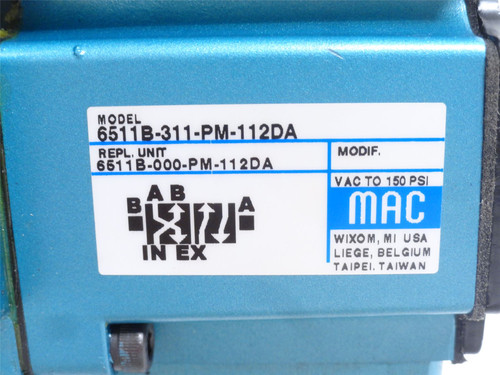 MODEL
6511B-311-PM-112DA
REPL. UNIT
6511B-000-PM-112DA
MODIF.
A B
B A
IN EX
VAC TO 150 PSI
MAC
WIXOM, MI USA
LIEGE, BELGIUM
TAIPEI, TAIWAN